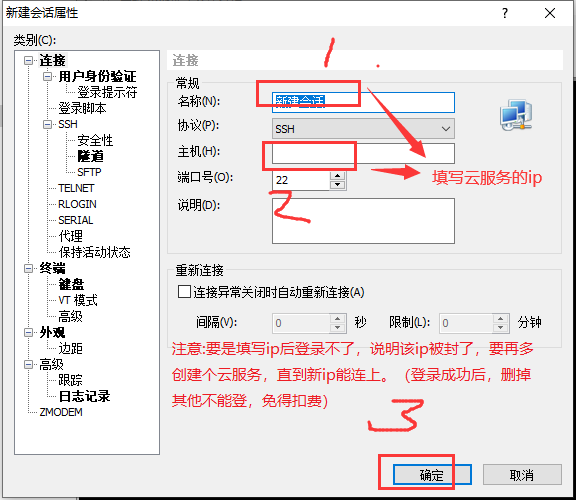 新建会话属性
类别(C):
连接
用户身份验证
登录提示符
登录脚本
SSH
安全性
隧道
SFTP
TELNET
RLOGIN
SERIAL
代理
保持活动状态
终端
键盘
VT 模式
高级
外观
边距
高级
跟踪
日志记录
ZMODEM
1 .
连接
常规
名称(N): 新建会话
协议(P): SSH
主机(H):
填写云服务的ip
端口号(O): 22
2
说明(D):
重新连接
连接异常关闭时自动重新连接(A)
间隔(V): 0 秒 限制(L): 0 分钟
注意:要是填写ip后登录不了，说明该ip被封了，要再多
创建个云服务，直到新ip能连上。（登录成功后，删掉
其他不能登，免得扣费）
3
确定 取消